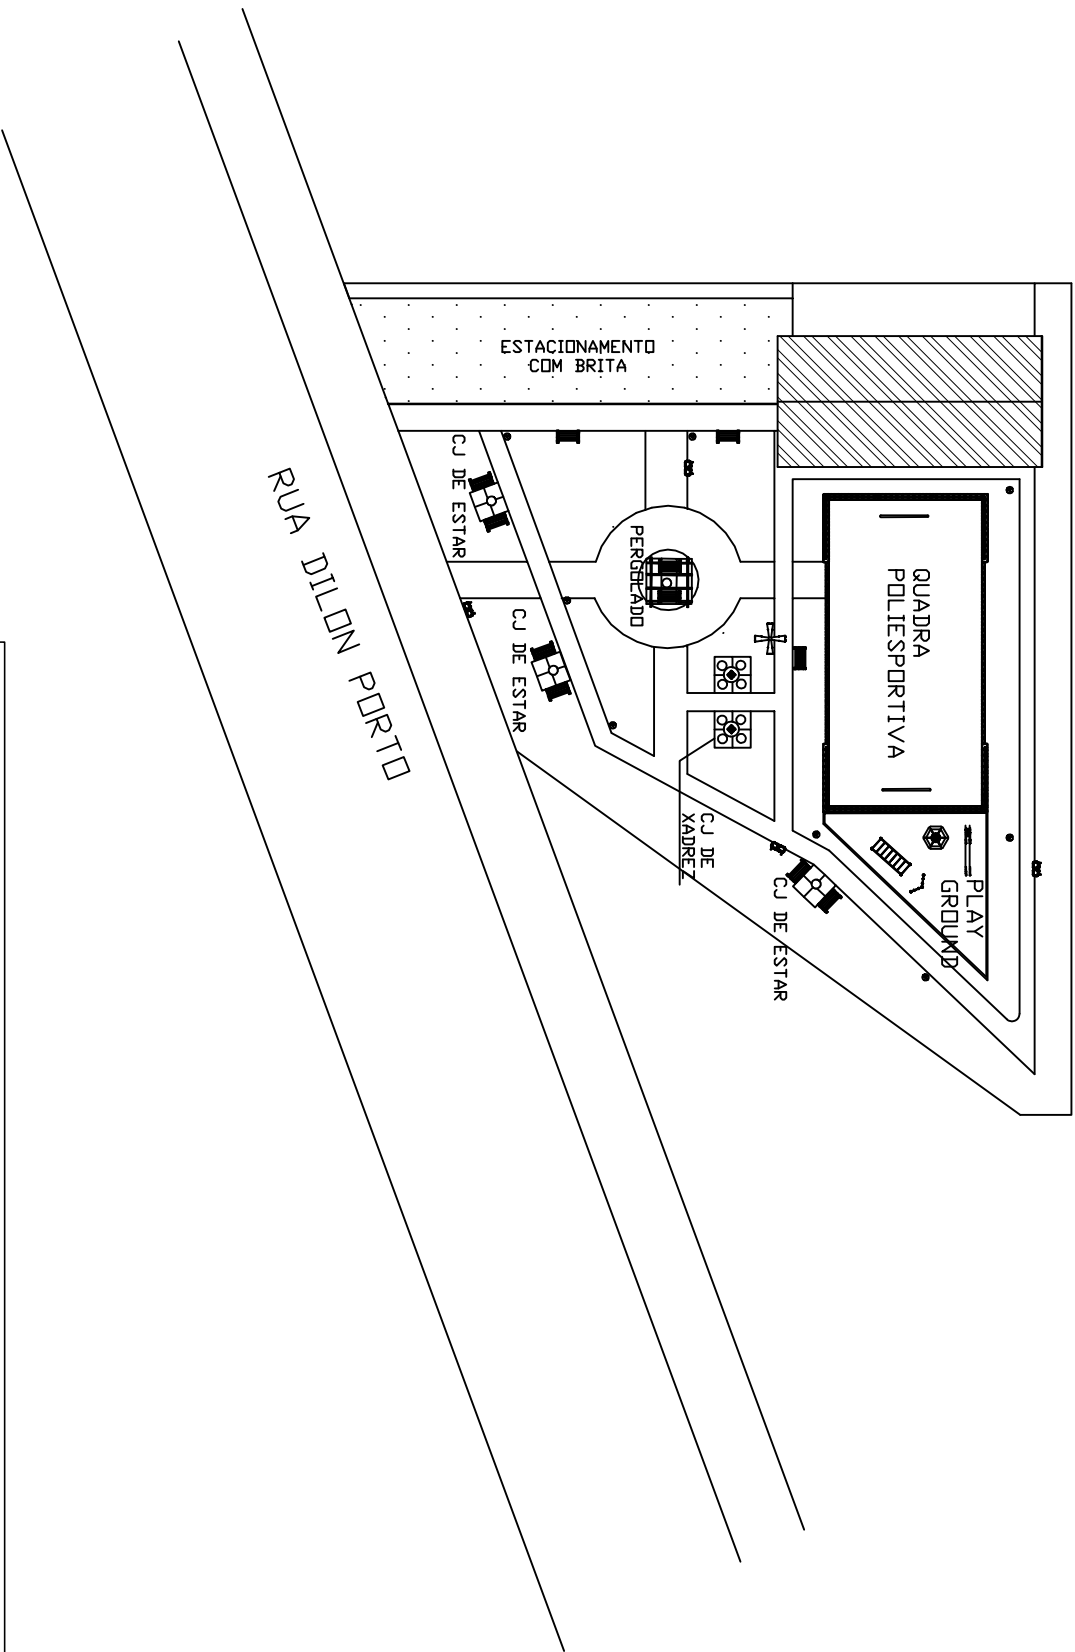 ESTACIONAMENTO
COM BRITA
CJ DE ESTAR
PERGOLADO
QUADRA
POLIESPORTIVA
RUA DILON PORTO
CJ DE ESTAR
CJ DE
XADREZ
CJ DE ESTAR
PLAY
GROUND